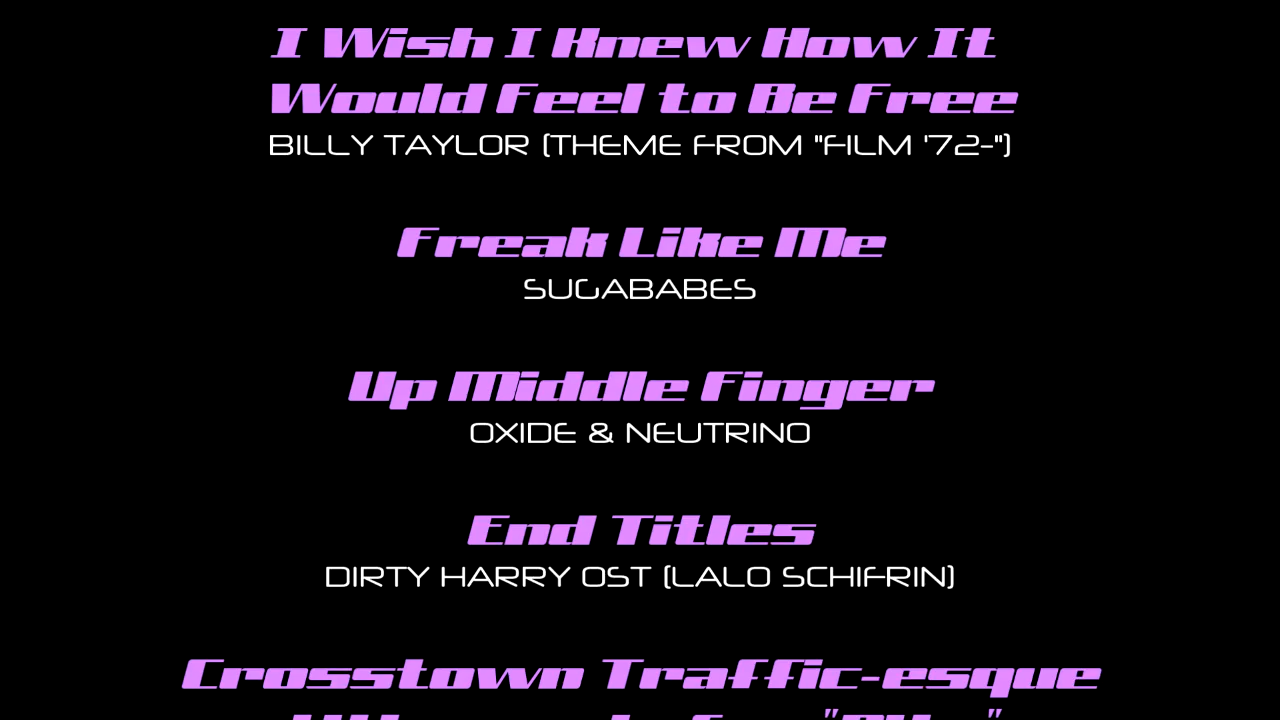 I Wish I Knew How It
Would Feel to Be Free
BILLY TAYLOR (THEME FROM "FILM '72-")
Freak Like Me
SUGABABES
Up Middle Finger
OXIDE & NEUTRINO
End Titles
DIRTY HARRY OST (LALO SCHIFRIN)
Crosstown Traffic-esque